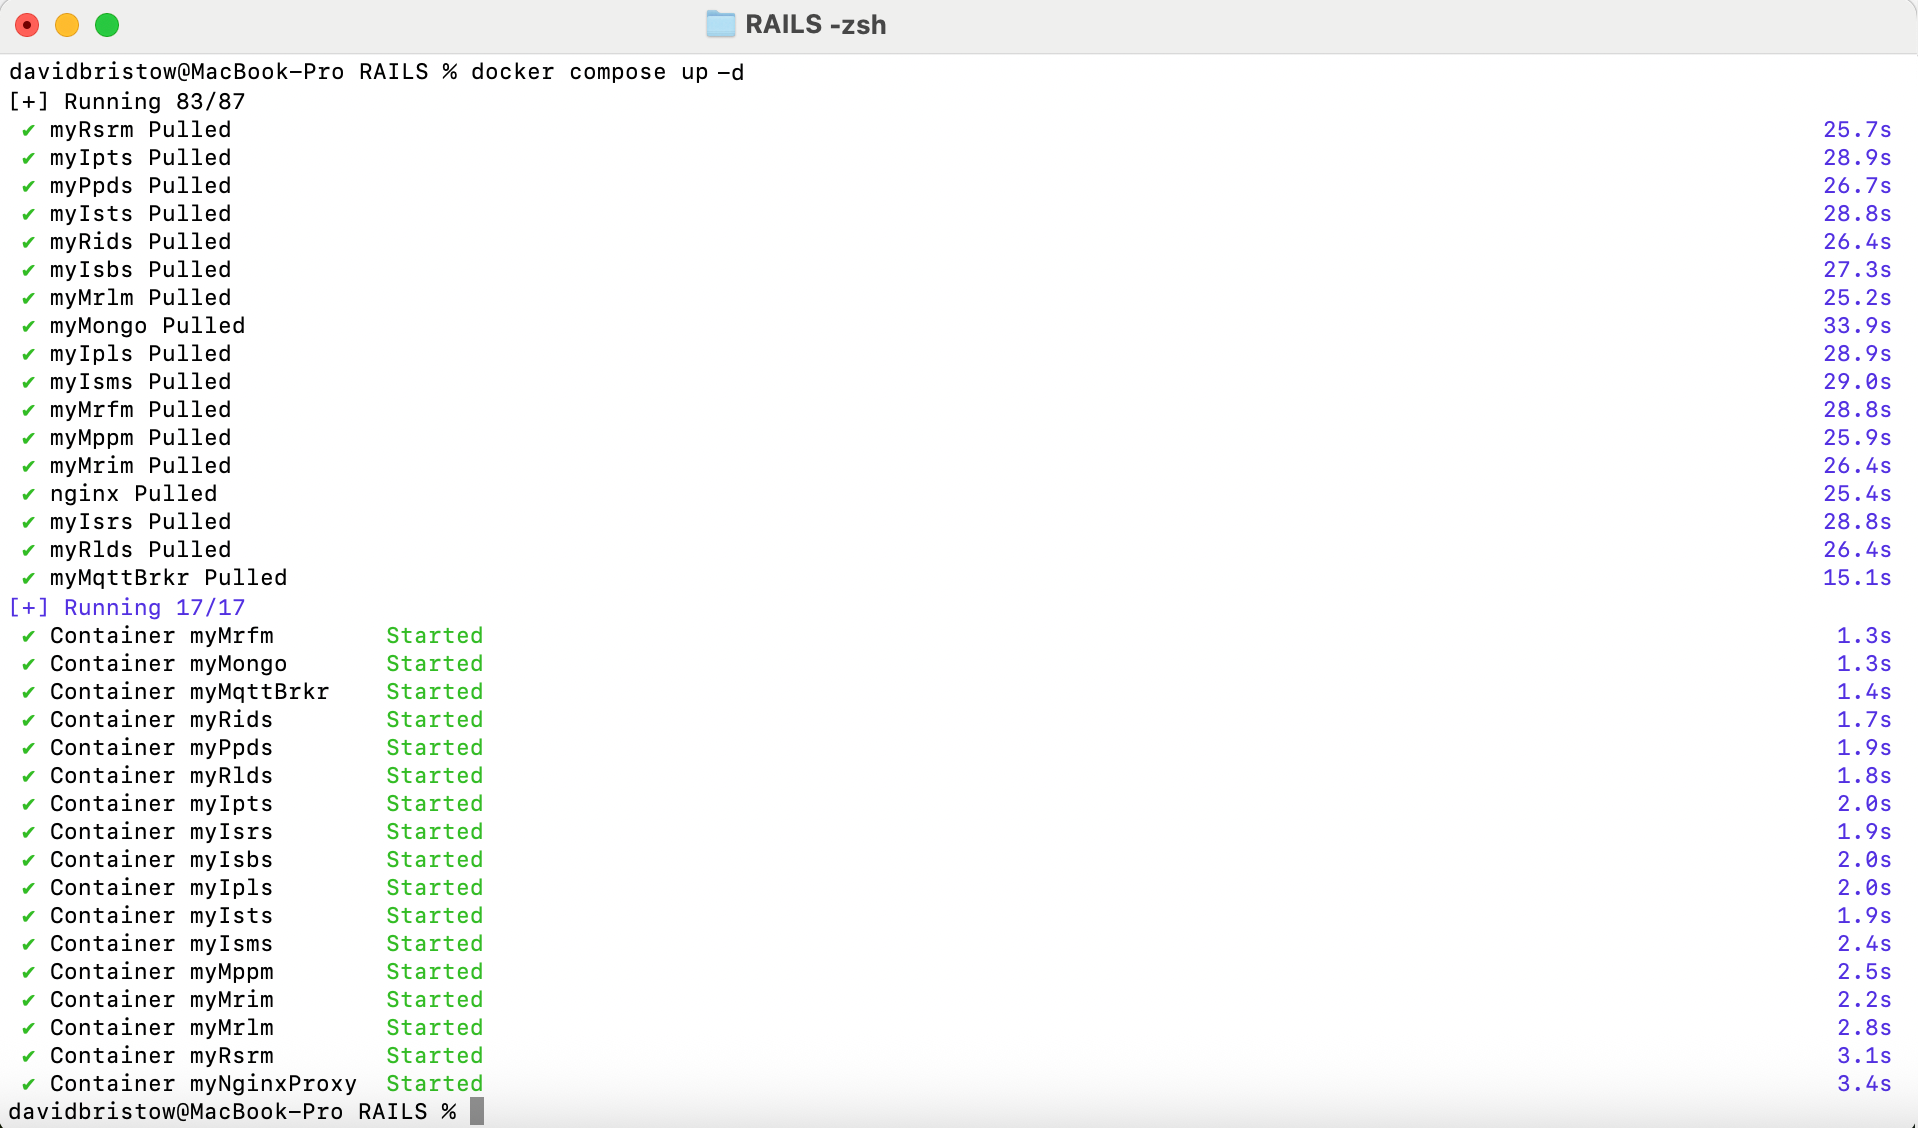 RAILS -zsh
davidbristow@MacBook-Pro RAILS % docker compose up -d
[+] Running 83/87
✔ myRsrm Pulled 25.7s
✔ myIpts Pulled 28.9s
✔ myPpds Pulled 26.7s
✔ myIsts Pulled 28.8s
✔ myRids Pulled 26.4s
✔ myIsbs Pulled 27.3s
✔ myMrlm Pulled 25.2s
✔ myMongo Pulled 33.9s
✔ myIpls Pulled 28.9s
✔ myIsms Pulled 29.0s
✔ myMrfm Pulled 28.8s
✔ myMppm Pulled 25.9s
✔ myMrim Pulled 26.4s
✔ nginx Pulled 25.4s
✔ myIsrs Pulled 28.8s
✔ myRlds Pulled 26.4s
✔ myMqttBrkr Pulled 15.1s
[+] Running 17/17
✔ Container myMrfm Started 1.3s
✔ Container myMongo Started 1.3s
✔ Container myMqttBrkr Started 1.4s
✔ Container myRids Started 1.7s
✔ Container myPpds Started 1.9s
✔ Container myRlds Started 1.8s
✔ Container myIpts Started 2.0s
✔ Container myIsrs Started 1.9s
✔ Container myIsbs Started 2.0s
✔ Container myIpls Started 2.0s
✔ Container myIsts Started 1.9s
✔ Container myIsms Started 2.4s
✔ Container myMppm Started 2.5s
✔ Container myMrim Started 2.2s
✔ Container myMrlm Started 2.8s
✔ Container myRsrm Started 3.1s
✔ Container myNginxProxy Started 3.4s
davidbristow@MacBook-Pro RAILS %